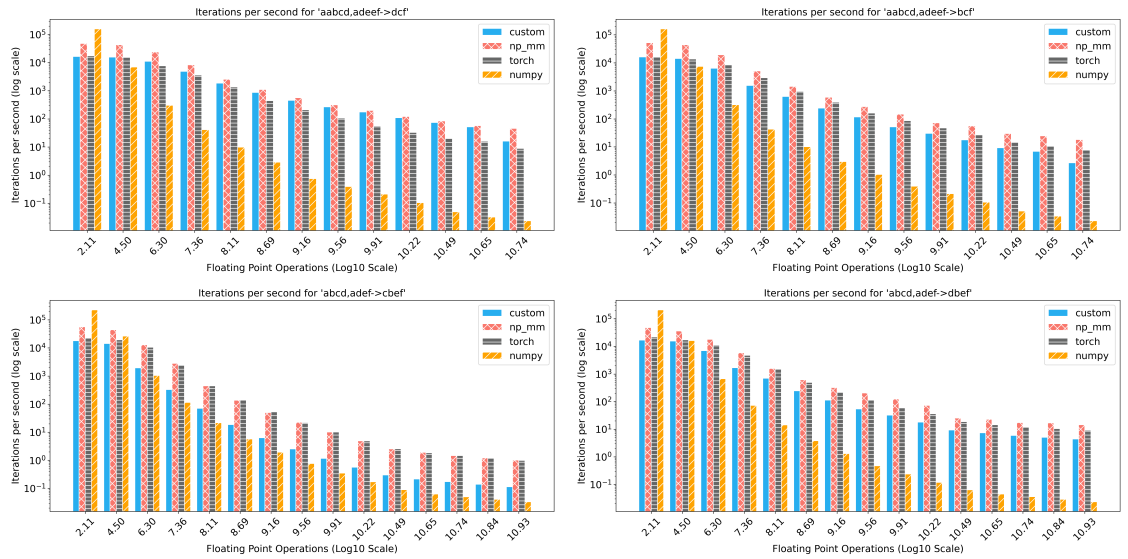 Iterations per second for 'aabcd,adeef->dcf'
Iterations per second (log scale)
10^5
10^4
10^3
10^2
10^1
10^0
10^−1
custom
np_mm
torch
numpy
2.11 4.50 6.30 7.36 8.11 8.69 9.16 9.56 9.91 10.22 10.49 10.65 10.74
Floating Point Operations (Log10 Scale)
Iterations per second for 'aabcd,adeef->bcf'
Iterations per second (log scale)
10^5
10^4
10^3
10^2
10^1
10^0
10^−1
custom
np_mm
torch
numpy
2.11 4.50 6.30 7.36 8.11 8.69 9.16 9.56 9.91 10.22 10.49 10.65 10.74
Floating Point Operations (Log10 Scale)
Iterations per second for 'abcd,adef->cbef'
Iterations per second (log scale)
10^5
10^4
10^3
10^2
10^1
10^0
10^−1
custom
np_mm
torch
numpy
2.11 4.50 6.30 7.36 8.11 8.69 9.16 9.56 9.91 10.22 10.49 10.65 10.74 10.84 10.93
Floating Point Operations (Log10 Scale)
Iterations per second for 'abcd,adef->dbef'
Iterations per second (log scale)
10^5
10^4
10^3
10^2
10^1
10^0
10^−1
custom
np_mm
torch
numpy
2.11 4.50 6.30 7.36 8.11 8.69 9.16 9.56 9.91 10.22 10.49 10.65 10.74 10.84 10.93
Floating Point Operations (Log10 Scale)